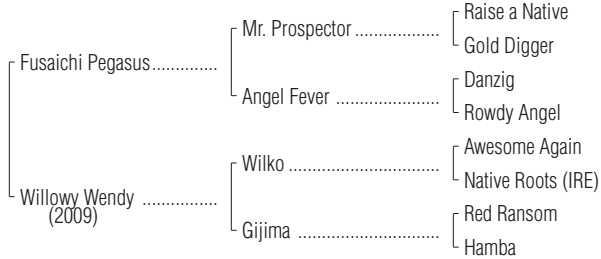 Raise a Native
Mr. Prospector ...................
Gold Digger
Fusaichi Pegasus..............
Danzig
Angel Fever .......................
Rowdy Angel
Awesome Again
Wilko .................................
Native Roots (IRE)
Willowy Wendy ................
(2009)
Red Ransom
Gijima ...............................
Hamba